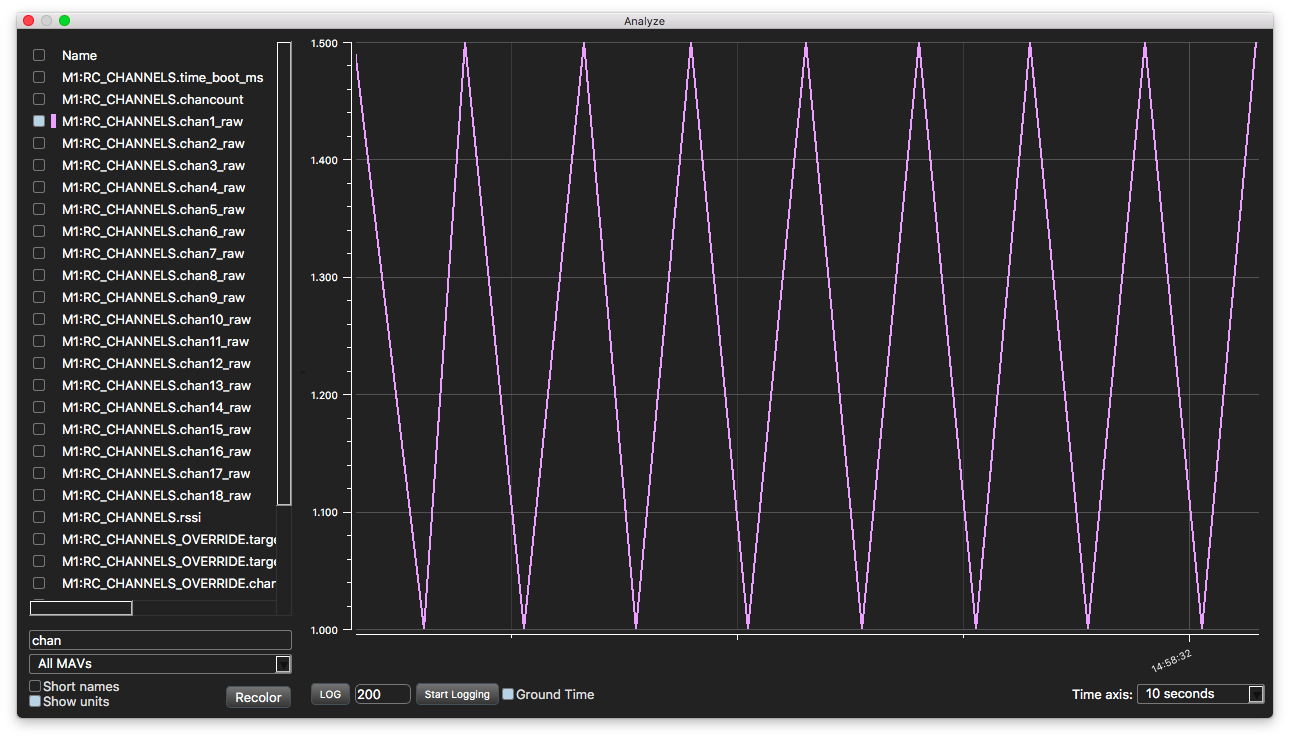 Analyze
Name
M1:RC_CHANNELS.time_boot_ms
M1:RC_CHANNELS.chancount
M1:RC_CHANNELS.chan1_raw
M1:RC_CHANNELS.chan2_raw
M1:RC_CHANNELS.chan3_raw
M1:RC_CHANNELS.chan4_raw
M1:RC_CHANNELS.chan5_raw
M1:RC_CHANNELS.chan6_raw
M1:RC_CHANNELS.chan7_raw
M1:RC_CHANNELS.chan8_raw
M1:RC_CHANNELS.chan9_raw
M1:RC_CHANNELS.chan10_raw
M1:RC_CHANNELS.chan11_raw
M1:RC_CHANNELS.chan12_raw
M1:RC_CHANNELS.chan13_raw
M1:RC_CHANNELS.chan14_raw
M1:RC_CHANNELS.chan15_raw
M1:RC_CHANNELS.chan16_raw
M1:RC_CHANNELS.chan17_raw
M1:RC_CHANNELS.chan18_raw
M1:RC_CHANNELS.rssi
M1:RC_CHANNELS_OVERRIDE.targe
M1:RC_CHANNELS_OVERRIDE.targe
M1:RC_CHANNELS_OVERRIDE.char
chan
All MAVs
Short names
Show units
Recolor
1.500
1.400
1.300
1.200
1.100
1.000
14:58:32
LOG
200
Start Logging
Ground Time
Time axis:
10 seconds